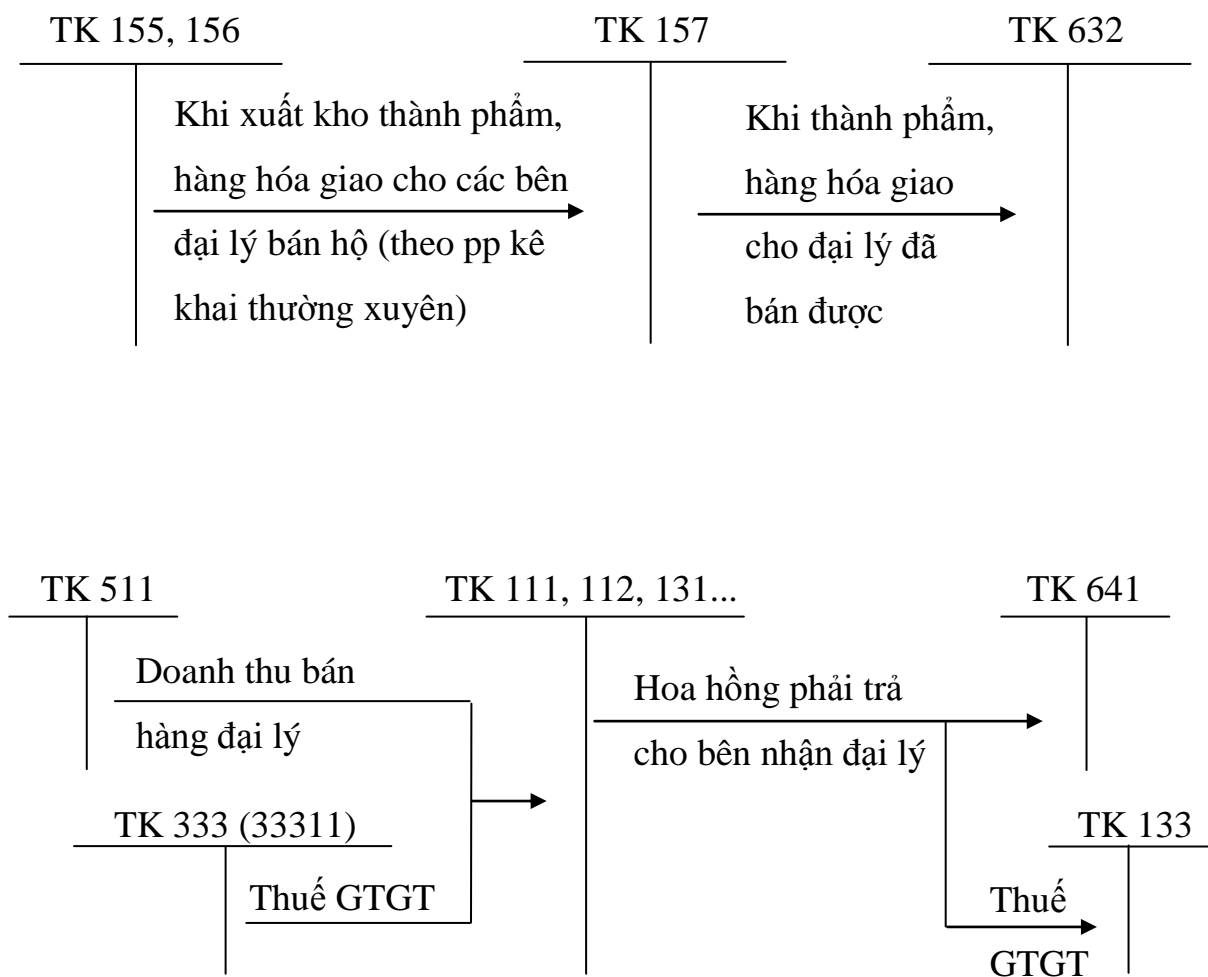 TK 155, 156
TK 157
TK 632
Khi xuất kho thành phẩm,
hàng hóa giao cho các bên
đại lý bán hộ (theo pp kê
khai thường xuyên)
Khi thành phẩm,
hàng hóa giao
cho đại lý đã
bán được
TK 511
TK 111, 112, 131...
TK 641
Doanh thu bán
hàng đại lý
Hoa hồng phải trả
cho bên nhận đại lý
TK 333 (33311)
TK 133
Thuế GTGT
Thuế
GTGT